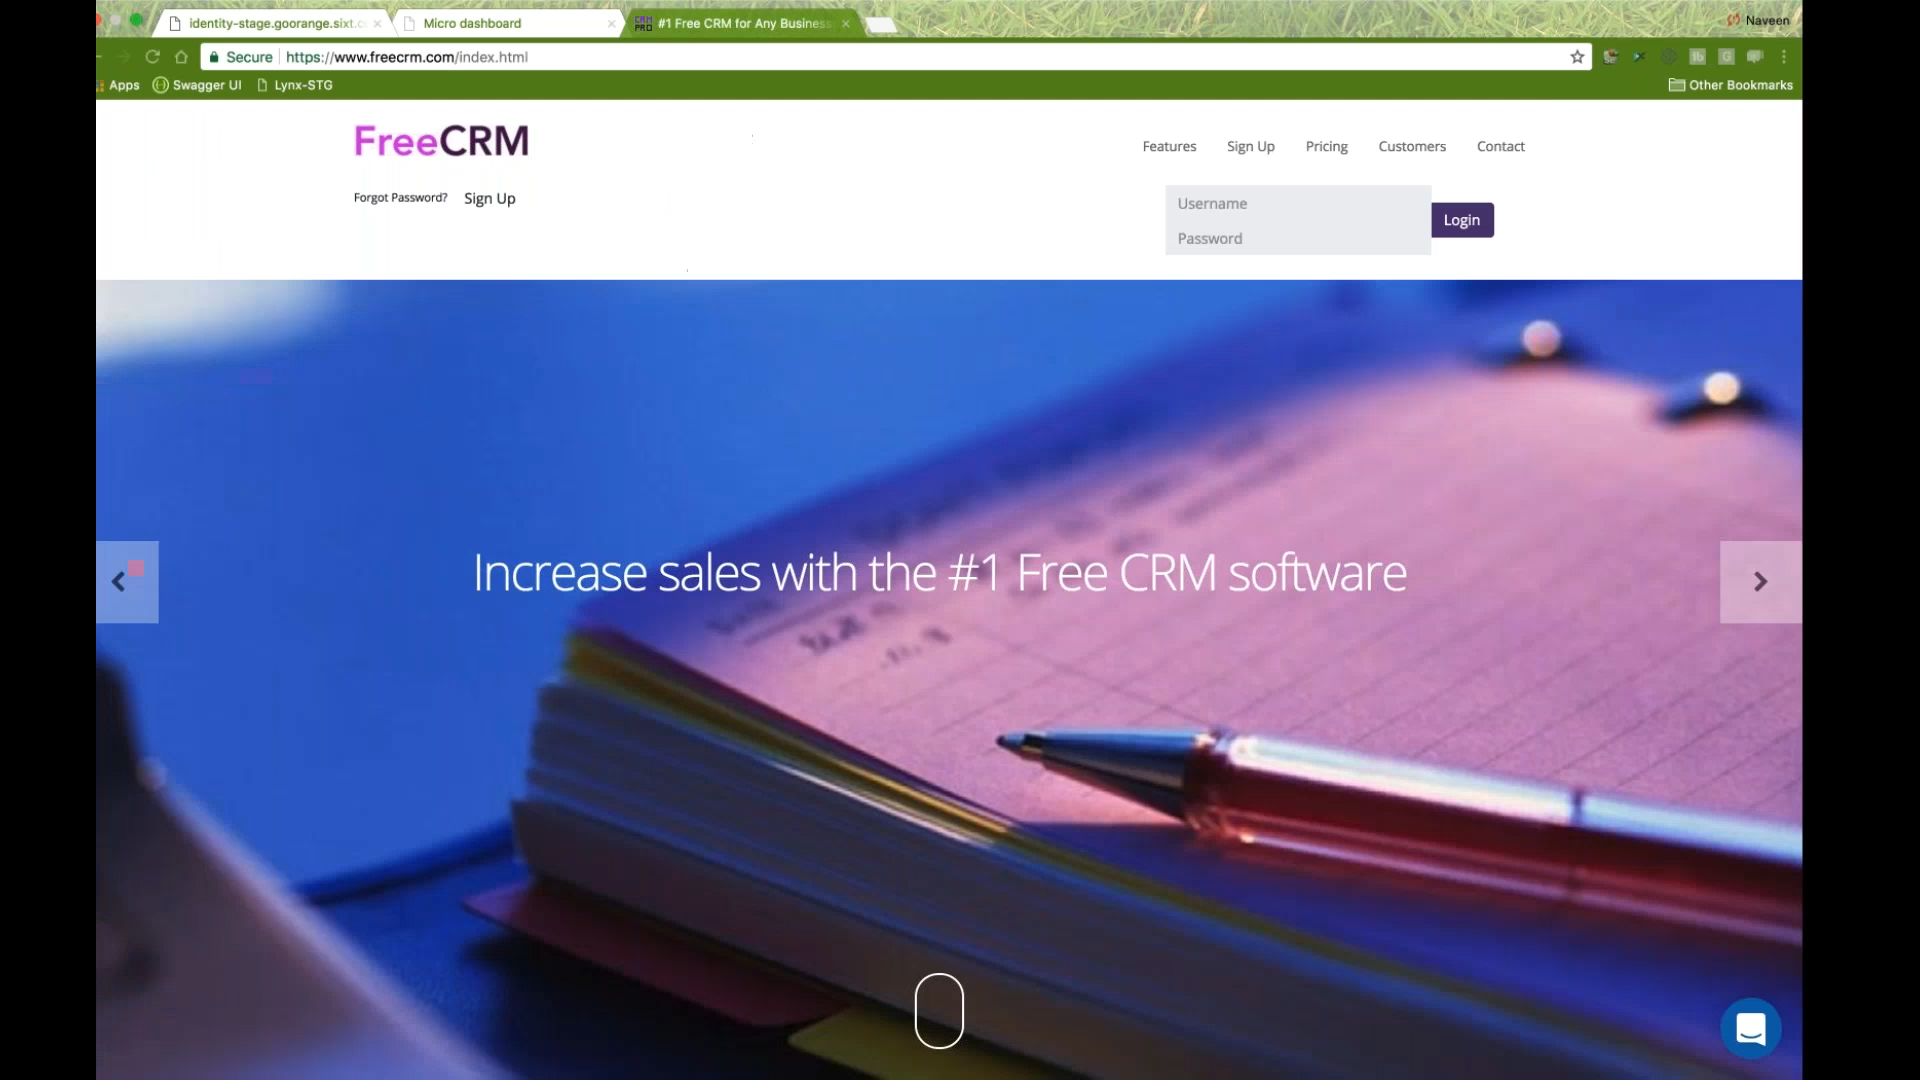 identity-stage.goorange.sixt.c
Micro dashboard
#1 Free CRM for Any Business
Naveen
Secure https://www.freecrm.com/index.html
Apps Swagger UI Lynx-STG Other Bookmarks
FreeCRM
Features Sign Up Pricing Customers Contact
Forgot Password? Sign Up
Username
Password
Login
Increase sales with the #1 Free CRM software